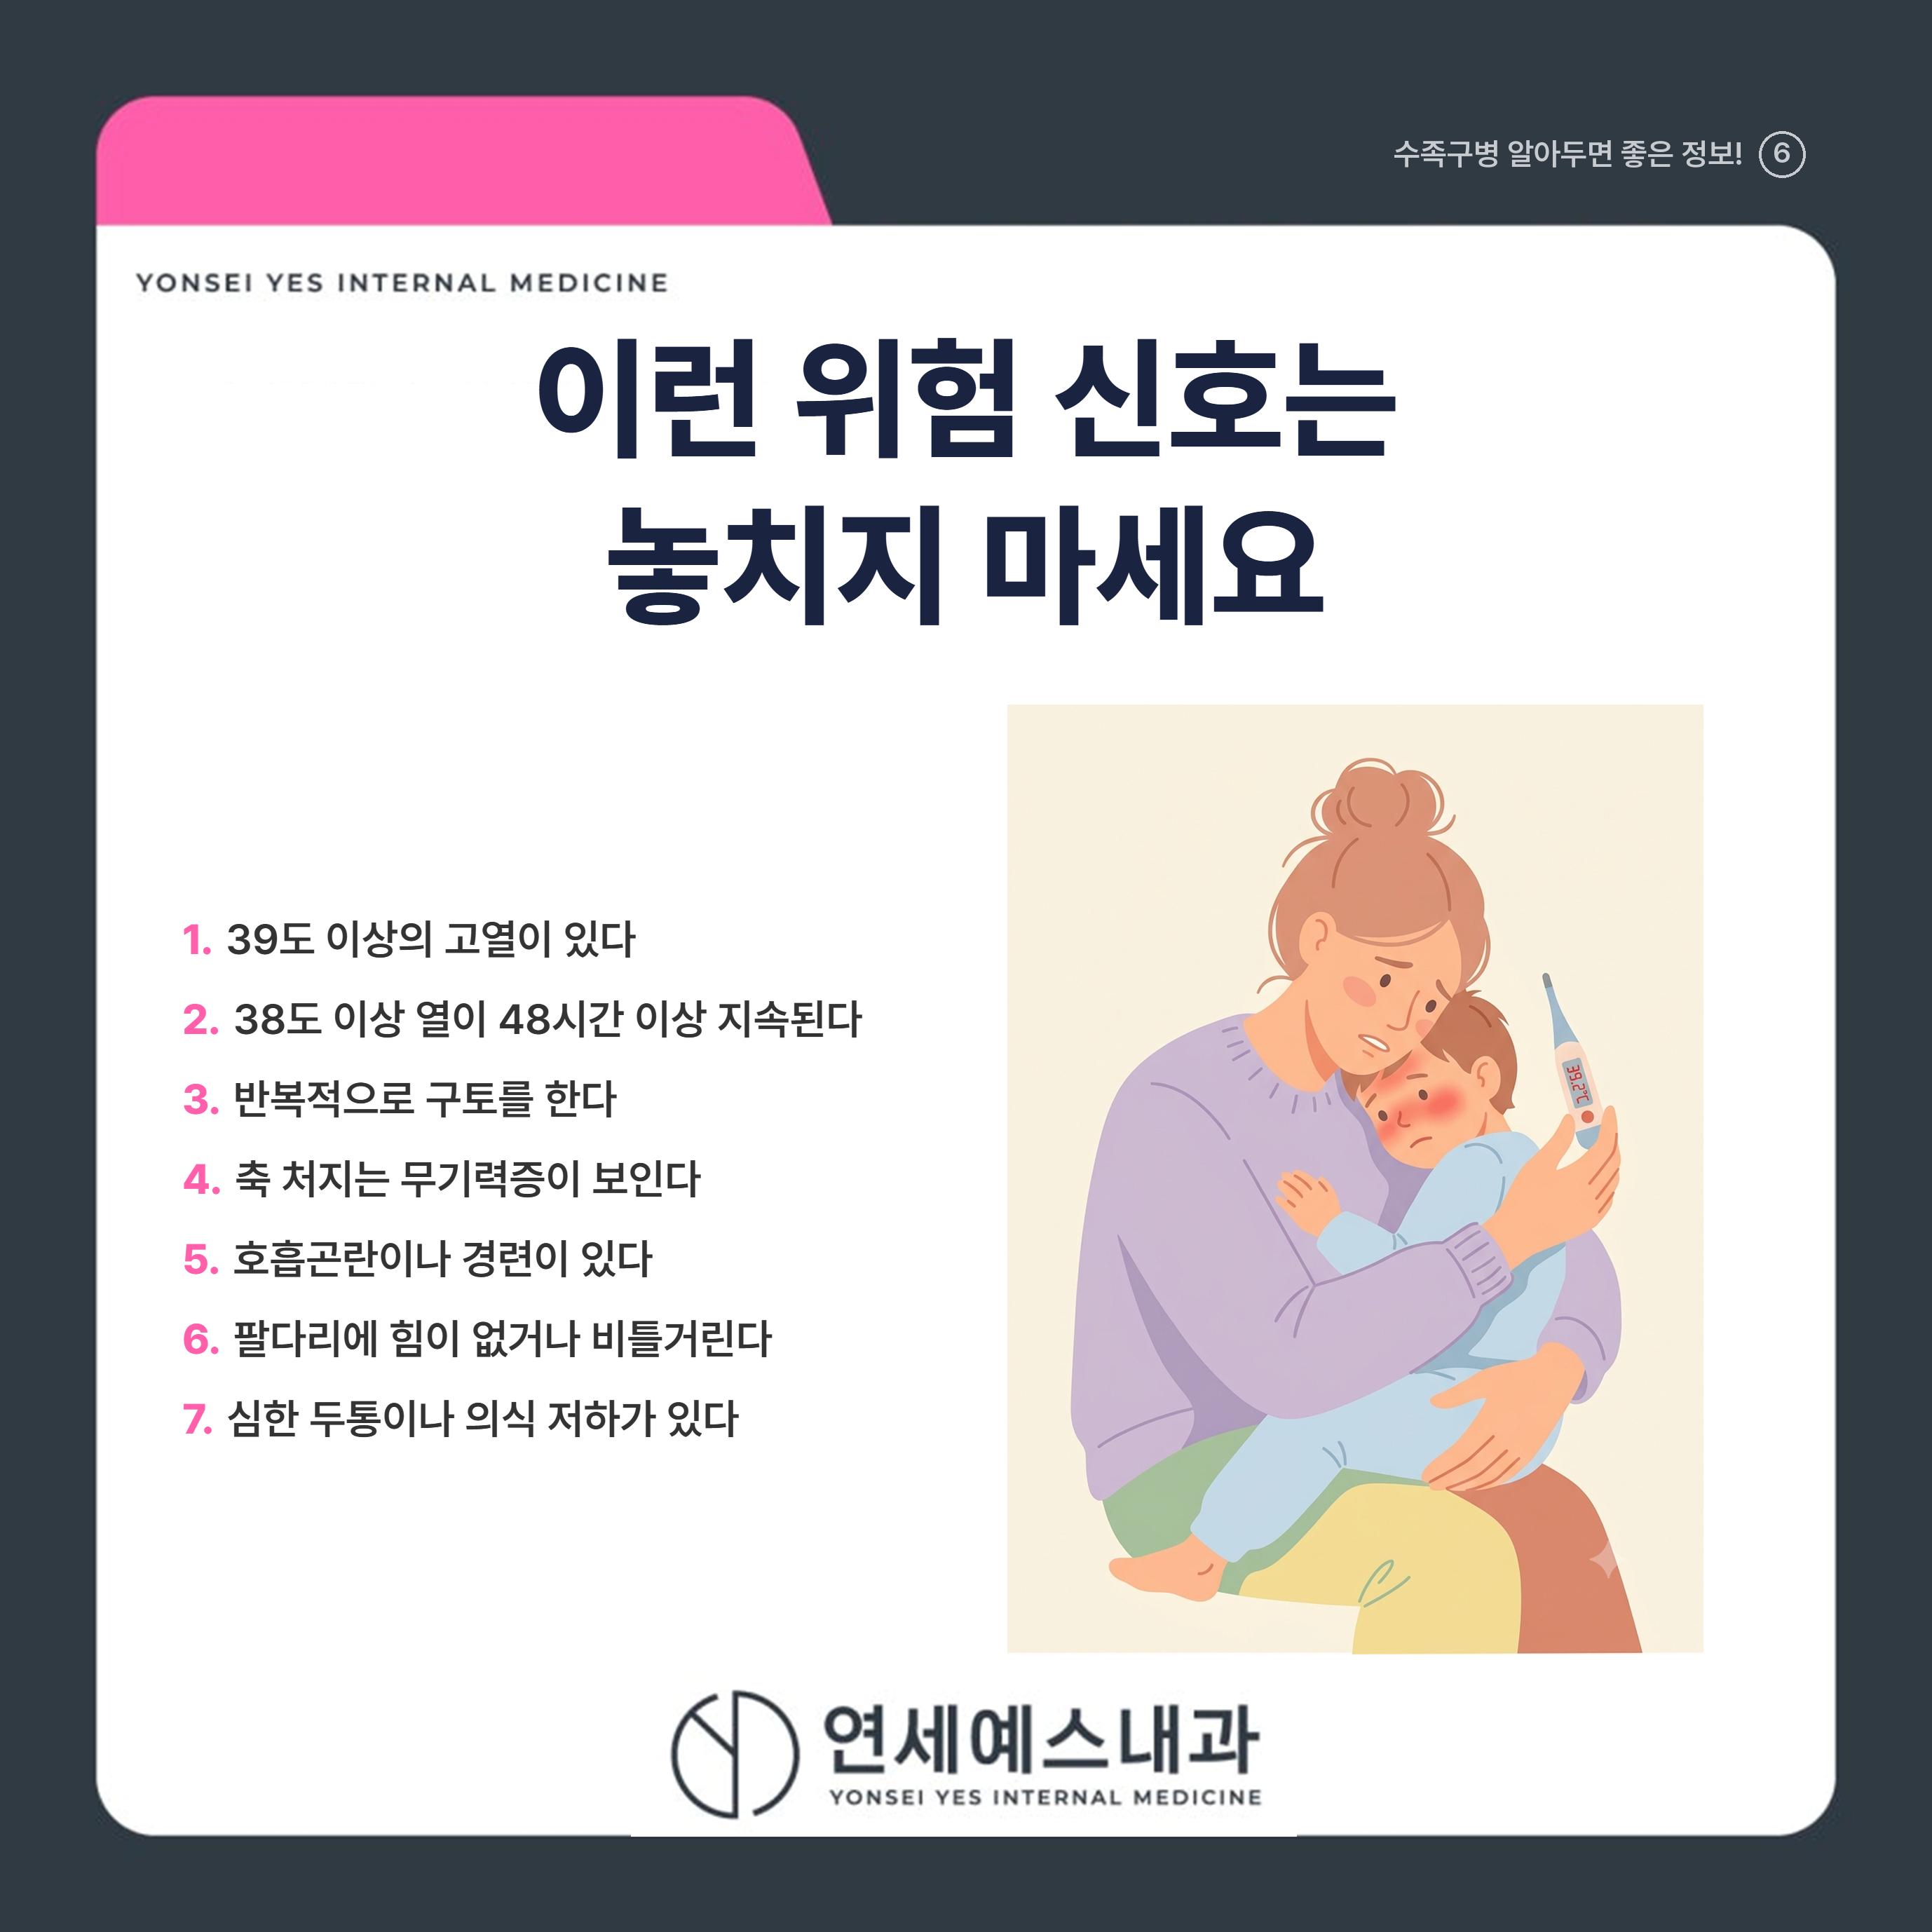 수족구병 알아두면 좋은 정보! 6
YONSEI YES INTERNAL MEDICINE
이런 위험 신호는
놓치지 마세요
1. 39도 이상의 고열이 있다
2. 38도 이상 열이 48시간 이상 지속된다
3. 반복적으로 구토를 한다
4. 축 처지는 무기력증이 보인다
5. 호흡곤란이나 경련이 있다
6. 팔다리에 힘이 없거나 비틀거린다
7. 심한 두통이나 의식 저하가 있다
39.2℃
연세예스내과
YONSEI YES INTERNAL MEDICINE